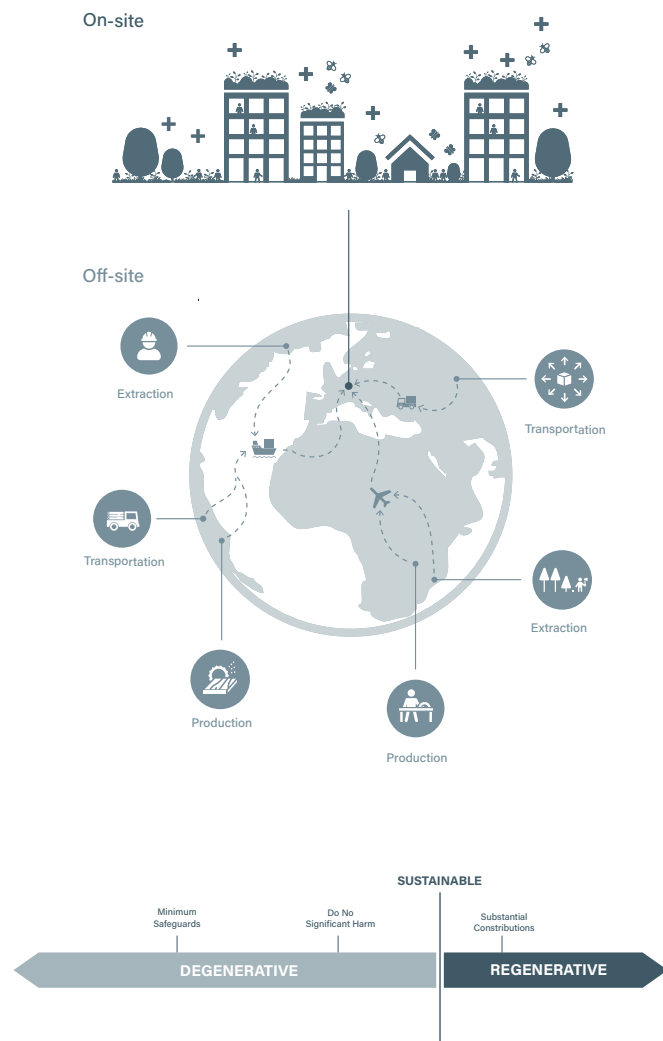 On-site
Off-site
Extraction
Transportation
Transportation
Extraction
Production
Production
SUSTAINABLE
Minimum
Safeguards
Do No
Significant Harm
Substantial
Contributions
DEGENERATIVE
REGENERATIVE